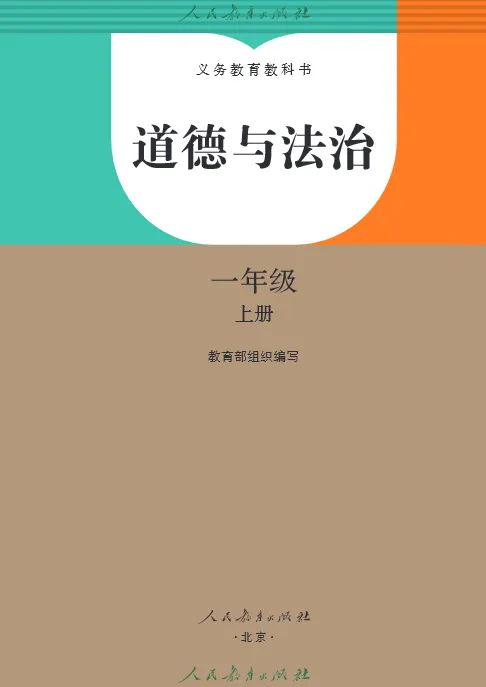 人民教育出版社
义务教育教科书
道德与法治
一年级
上册
教育部组织编写
人民教育出版社
·北京·
人民教育出版社